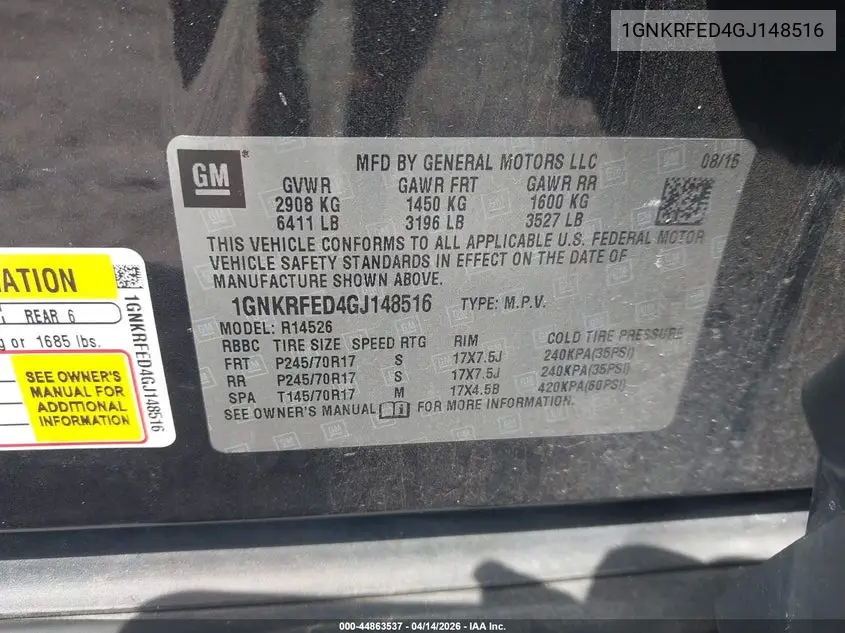 1GNKRFED4GJ148516
GM
MFD BY GENERAL MOTORS LLC 08/15
GVWR GAWR FRT GAWR RR
2908 KG 1450 KG 1600 KG
6411 LB 3196 LB 3527 LB
THIS VEHICLE CONFORMS TO ALL APPLICABLE U.S. FEDERAL MOTOR
VEHICLE SAFETY STANDARDS IN EFFECT ON THE DATE OF
MANUFACTURE SHOWN ABOVE.
1GNKRFED4GJ148516 TYPE: M.P.V.
MODEL: R14526
RBBC TIRE SIZE SPEED RTG RIM COLD TIRE PRESSURE
FRT P245/70R17 S 17X7.5J 240KPA(35PSI)
RR P245/70R17 S 17X7.5J 240KPA(35PSI)
SPA T145/70R17 M 17X4.5B 420KPA(60PSI)
SEE OWNER'S MANUAL FOR MORE INFORMATION.
REAR 6
or 1685 lbs.
SEE OWNER'S
MANUAL FOR
ADDITIONAL
INFORMATION
1GNKRFED4GJ148516
000-44863537 - 04/14/2026 - IAA Inc.